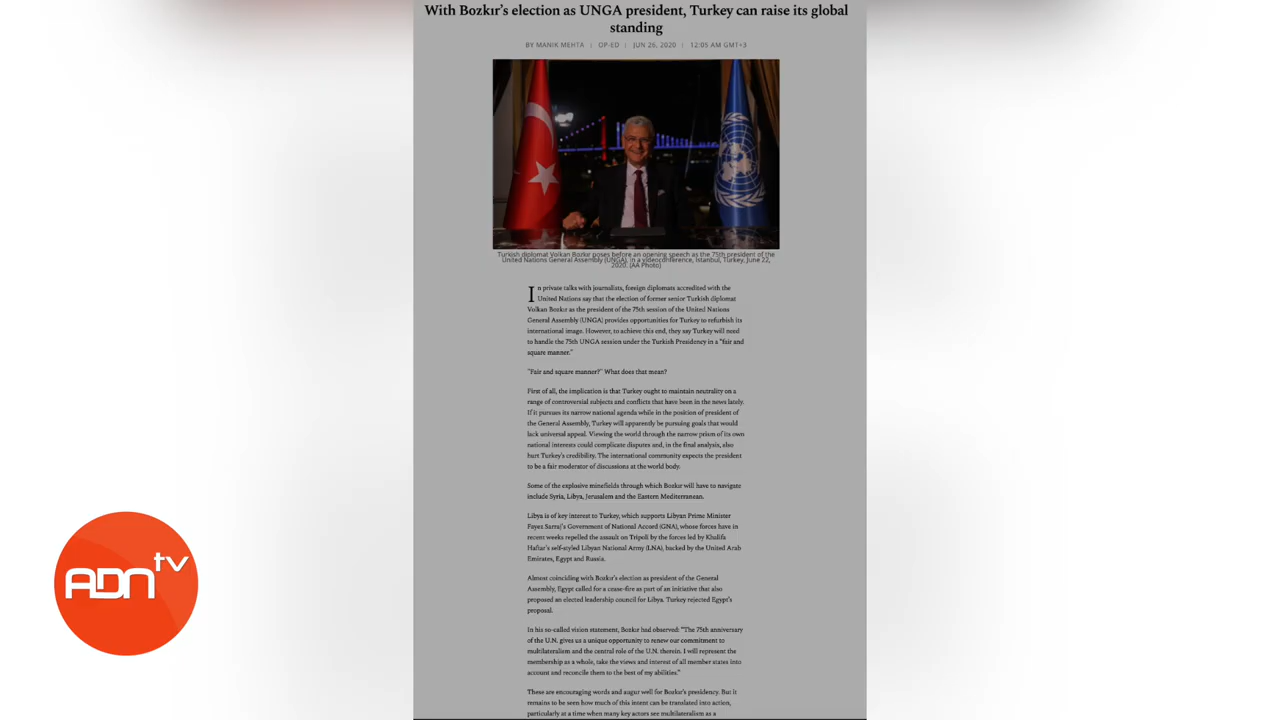 With Bozkır's election as UNGA president, Turkey can raise its global
standing
BY MANIK MEHTA | OP-ED | JUN 26, 2020 | 12:05 AM GMT+3
Turkish diplomat Volkan Bozkır poses before an opening speech as the 75th president of the
United Nations General Assembly (UNGA), in a videoconference, Istanbul, Turkey, June 22,
2020. (AA Photo)
In private talks with journalists, foreign diplomats accredited with the
United Nations say that the election of former senior Turkish diplomat
Volkan Bozkır as the president of the 75th session of the United Nations
General Assembly (UNGA) provides opportunities for Turkey to refurbish its
international image. However, to achieve this end, they say Turkey will need
to handle the 75th UNGA session under the Turkish Presidency in a "fair and
square manner."
"Fair and square manner?" What does that mean?
First of all, the implication is that Turkey ought to maintain neutrality on a
range of controversial subjects and conflicts that have been in the news lately.
If it pursues its narrow national agenda while in the position of president of
the General Assembly, Turkey will apparently be pursuing goals that would
lack universal appeal. Viewing the world through the narrow prism of its own
national interests could complicate disputes and, in the final analysis, also
hurt Turkey's credibility. The international community expects the president
to be a fair moderator of discussions at the world body.
Some of the explosive minefields through which Bozkır will have to navigate
include Syria, Libya, Jerusalem and the Eastern Mediterranean.
Libya is of key interest to Turkey, which supports Libyan Prime Minister
Fayez Sarraj's Government of National Accord (GNA), whose forces have in
recent weeks repelled the assault on Tripoli by the forces led by Khalifa
Haftar's self-styled Libyan National Army (LNA), backed by the United Arab
Emirates, Egypt and Russia.
Almost coinciding with Bozkır's election as president of the General
Assembly, Egypt called for a cease-fire as part of an initiative that also
proposed an elected leadership council for Libya. Turkey rejected Egypt's
proposal.
In his so-called vision statement, Bozkır had observed: "The 75th anniversary
of the U.N. gives us a unique opportunity to renew our commitment to
multilateralism and the central role of the U.N. therein. I will represent the
membership as a whole, take the views and interest of all member states into
account and reconcile them to the best of my abilities."
These are encouraging words and augur well for Bozkır's presidency. But it
remains to be seen how much of this intent can be translated into action,
particularly at a time when many key actors see multilateralism as a
ADN tv